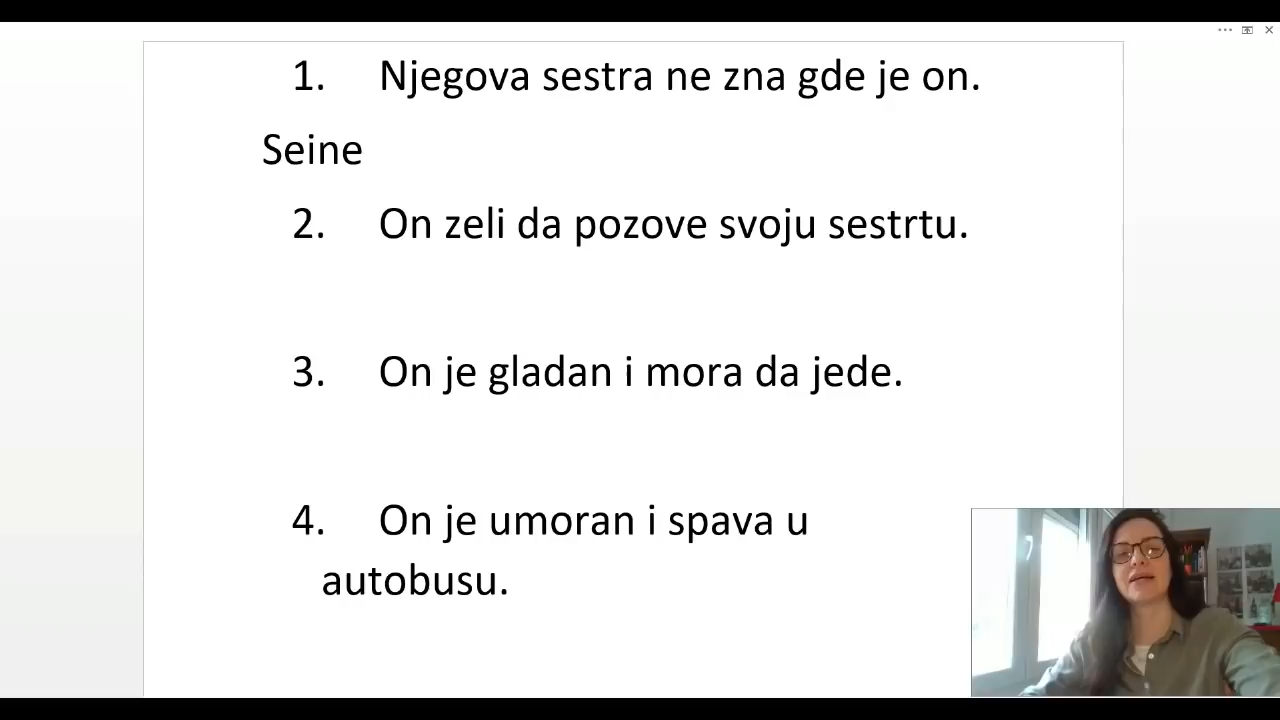 1. Njegova sestra ne zna gde je on.
Seine
2. On zeli da pozove svoju sestrtu.
3. On je gladan i mora da jede.
4. On je umoran i spava u
autobusu.